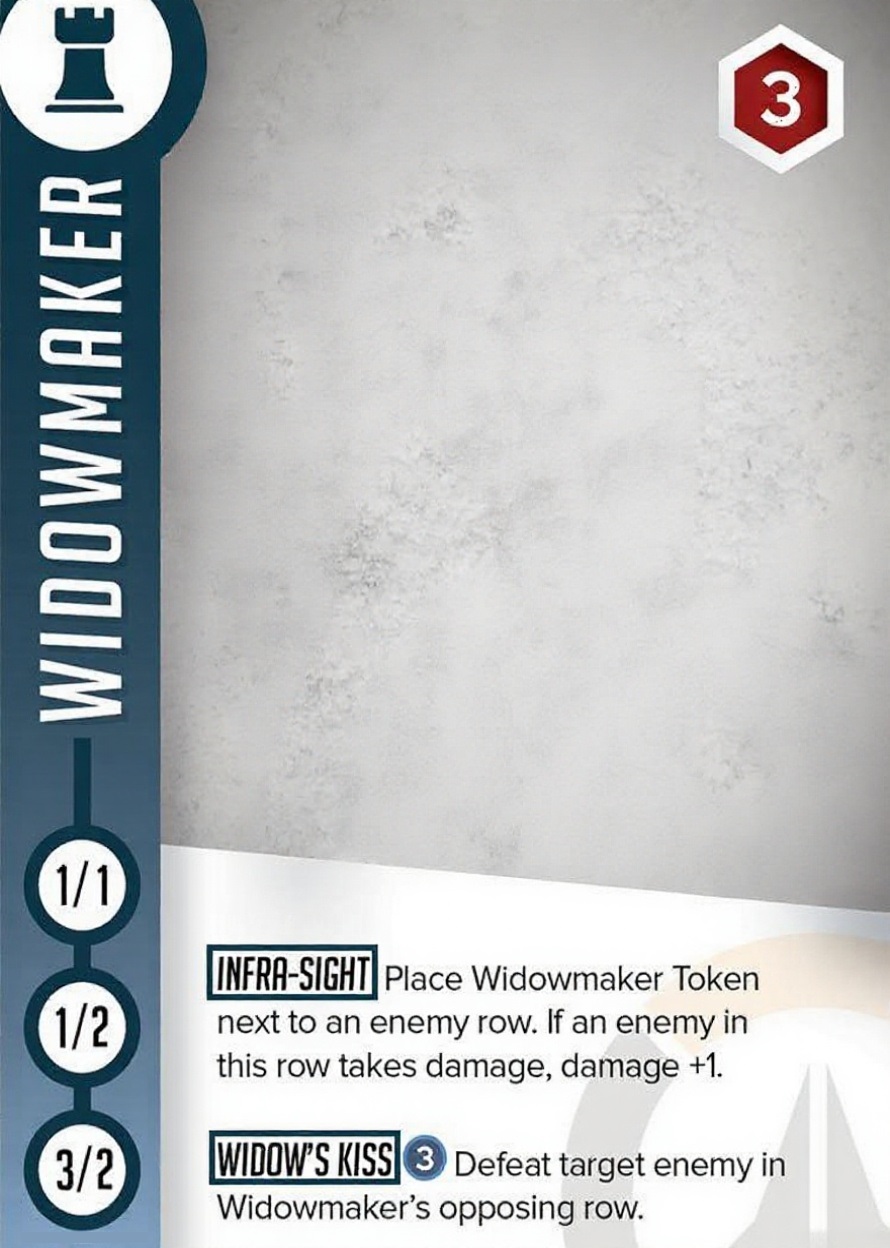 WIDOWMAKER
3
1/1
1/2
3/2
INFRA-SIGHT Place Widowmaker Token
next to an enemy row. If an enemy in
this row takes damage, damage +1.
WIDOW'S KISS 3 Defeat target enemy in
Widowmaker's opposing row.